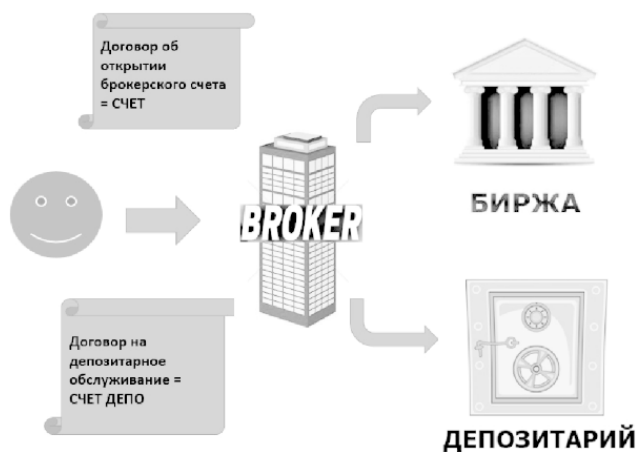 Договор об
открытии
брокерского счета
= СЧЕТ
BROKER
БИРЖА
Договор на
депозитарное
обслуживание =
СЧЕТ ДЕПО
ДЕПОЗИТАРИЙ